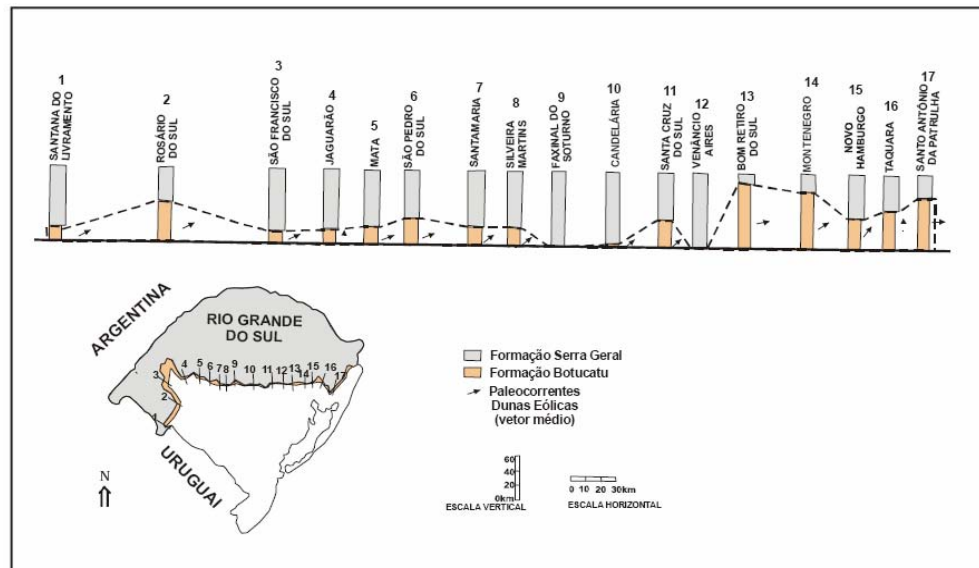 1
SANTANA DO
LIVRAMENTO
2
ROSÁRIO
DO SUL
3
SÃO FRANCISCO
DO SUL
4
JAGUARÃO
5
MATA
6
SÃO PEDRO
DO SUL
7
SANTAMARIA
8
SILVEIRA
MARTINS
9
FAXINAL DO
SOTURNO
10
CANDELÁRIA
11
SANTA CRUZ
DO SUL
12
VENÂNCIO
AIRES
13
BOM RETIRO
DO SUL
14
MONTENEGRO
15
NOVO
HAMBURGO
16
TAQUARA
17
SANTO ANTÔNIO
DA PATRULHA
ARGENTINA
RIO GRANDE
DO SUL
3
4
5
6
7
8
9
10
11
12
13
14
15
16
17
2
1
URUGUAI
N
Formação Serra Geral
Formação Botucatu
Paleocorrentes
Dunas Eólicas
(vetor médio)
60
40
20
0km
ESCALA VERTICAL
0 10 20 30km
ESCALA HORIZONTAL